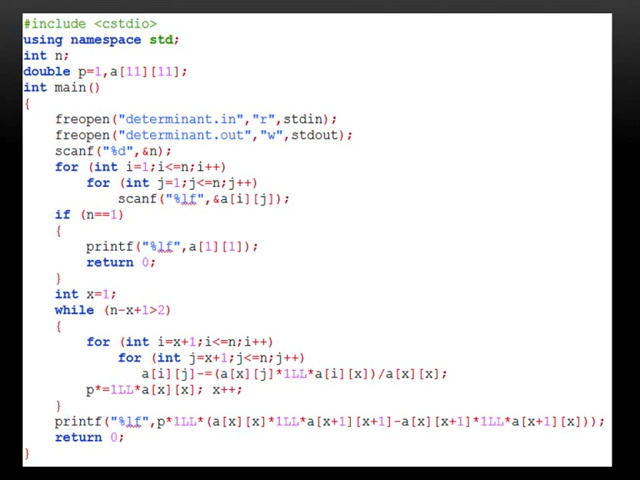 #include <cstdio>
using namespace std;
int n;
double p=1,a[11][11];
int main()
{
freopen("determinant.in","r",stdin);
freopen("determinant.out","w",stdout);
scanf("%d",&n);
for (int i=1;i<=n;i++)
for (int j=1;j<=n;j++)
scanf("%lf",&a[i][j]);
if (n==1)
{
printf("%lf",a[1][1]);
return 0;
}
int x=1;
while (n-x+1>2)
{
for (int i=x+1;i<=n;i++)
for (int j=x+1;j<=n;j++)
a[i][j]-=(a[x][j]*1LL*a[i][x])/a[x][x];
p*=1LL*a[x][x]; x++;
}
printf("%lf",p*1LL*(a[x][x]*1LL*a[x+1][x+1]-a[x][x+1]*1LL*a[x+1][x]));
return 0;
}